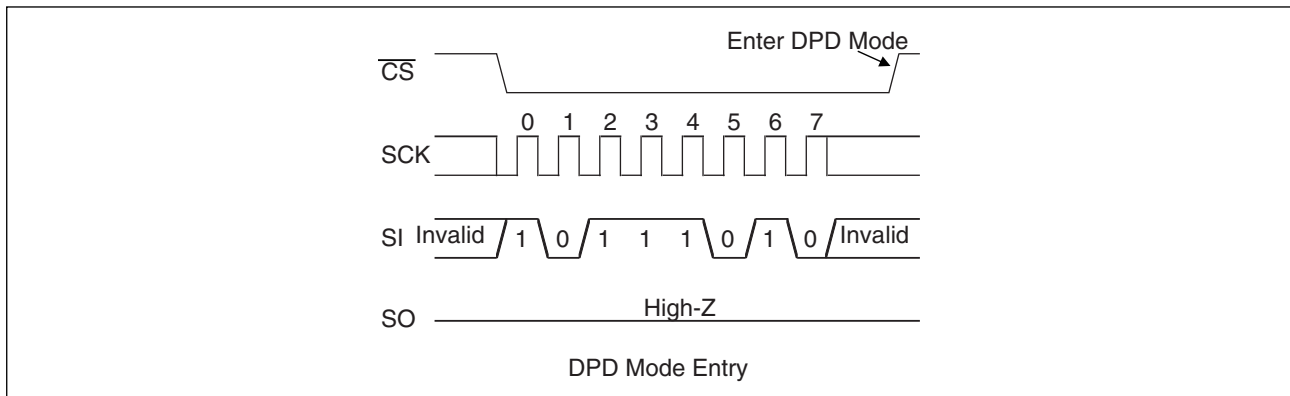 Enter DPD Mode
CS
0 1 2 3 4 5 6 7
SCK
SI Invalid 1 0 1 1 1 0 1 0 Invalid
High-Z
SO
DPD Mode Entry